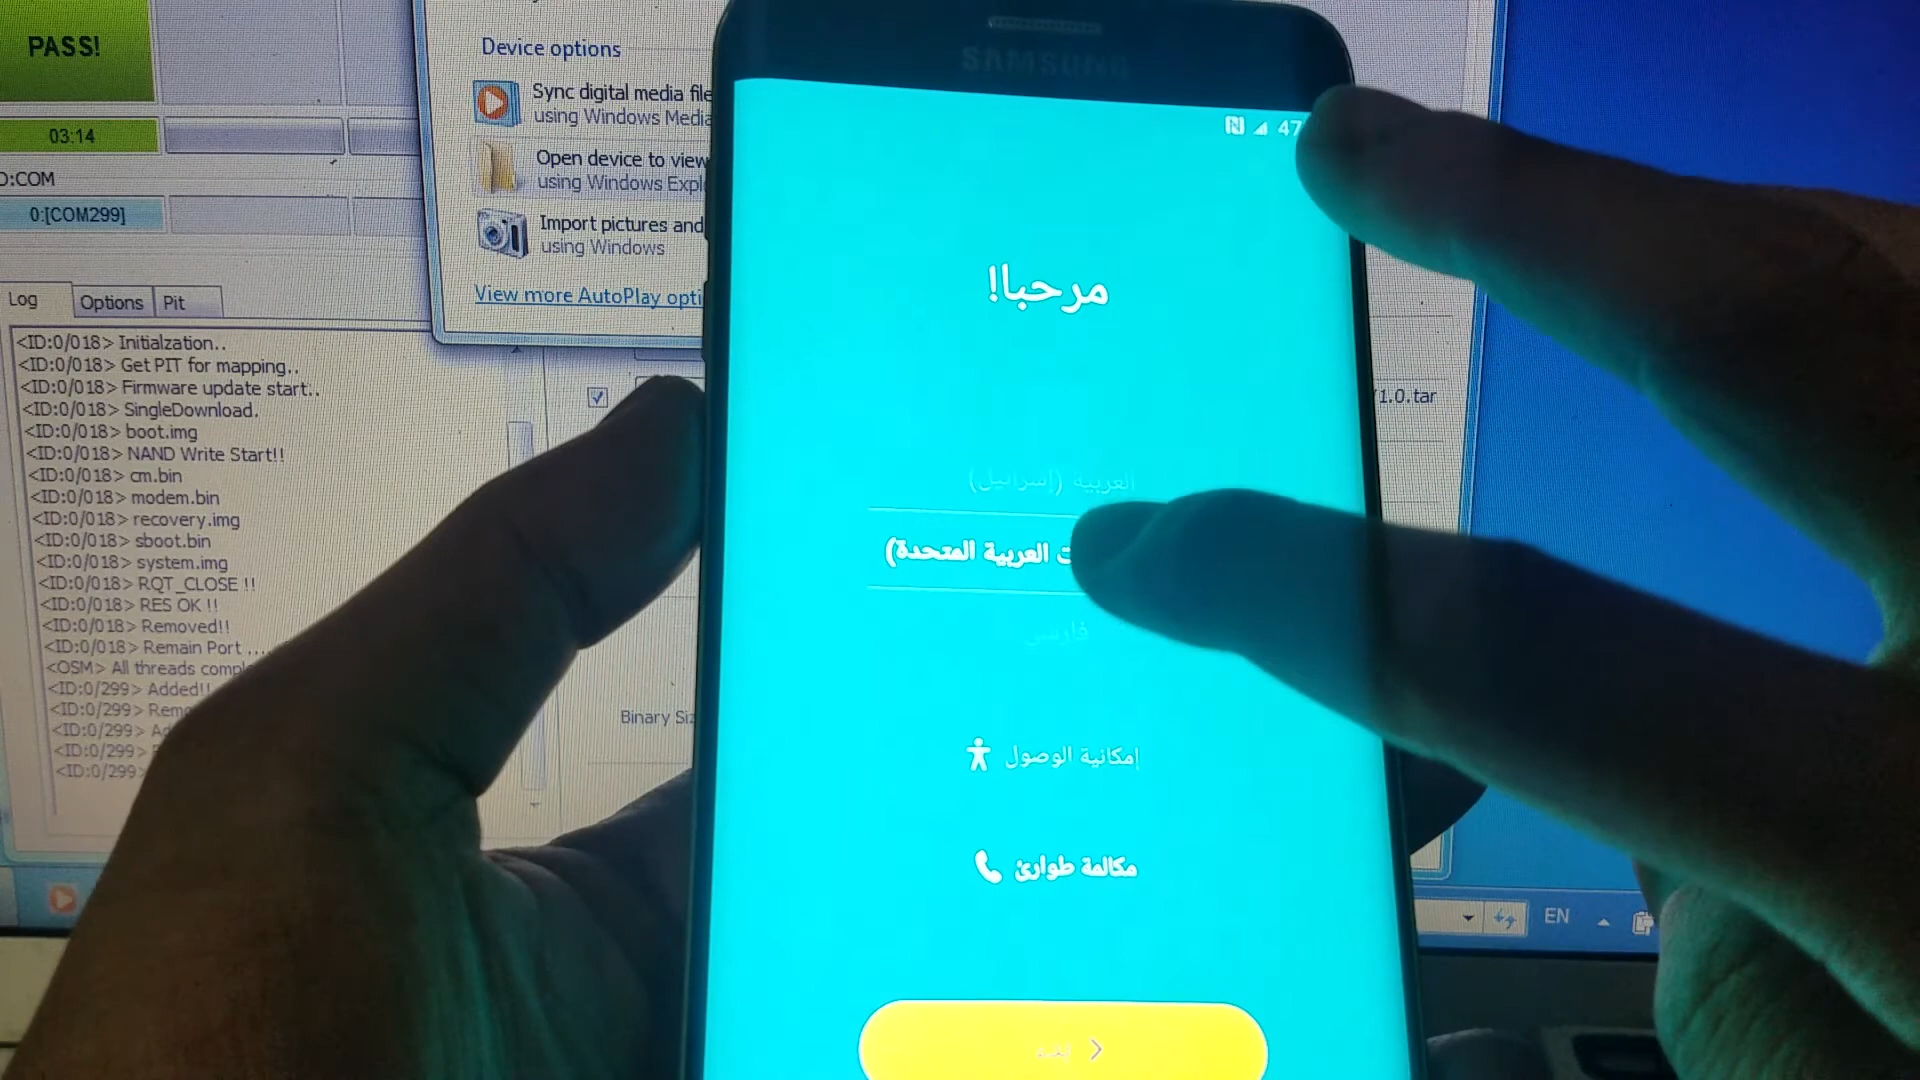 PASS!
03:14
0:[COM299]
Log
Options
Pit
<ID:0/018> Initialzation..
<ID:0/018> Get PIT for mapping..
<ID:0/018> Firmware update start..
<ID:0/018> SingleDownload.
<ID:0/018> boot.img
<ID:0/018> NAND Write Start!!
<ID:0/018> cm.bin
<ID:0/018> modem.bin
<ID:0/018> recovery.img
<ID:0/018> sboot.bin
<ID:0/018> system.img
<ID:0/018> RQT_CLOSE !!
<ID:0/018> RES OK !!
<ID:0/018> Removed!!
<ID:0/018> Remain Port ....
<OSM> All threads
<ID:0/299> Added!!
<ID:0/299>
<ID:0/299>
<ID:0/299>
<ID:0/299>
Device options
Sync digital media file
using Windows Media
Open device to view
using Windows
Import pictures and
using Windows
View more AutoPlay
Binary
1.0.tar
EN
SAMSUNG
47
مرحبا!
العربية (إسرائيل)
العربية المتحدة)
فارسی
إمكانية الوصول
مكالمة طوارئ